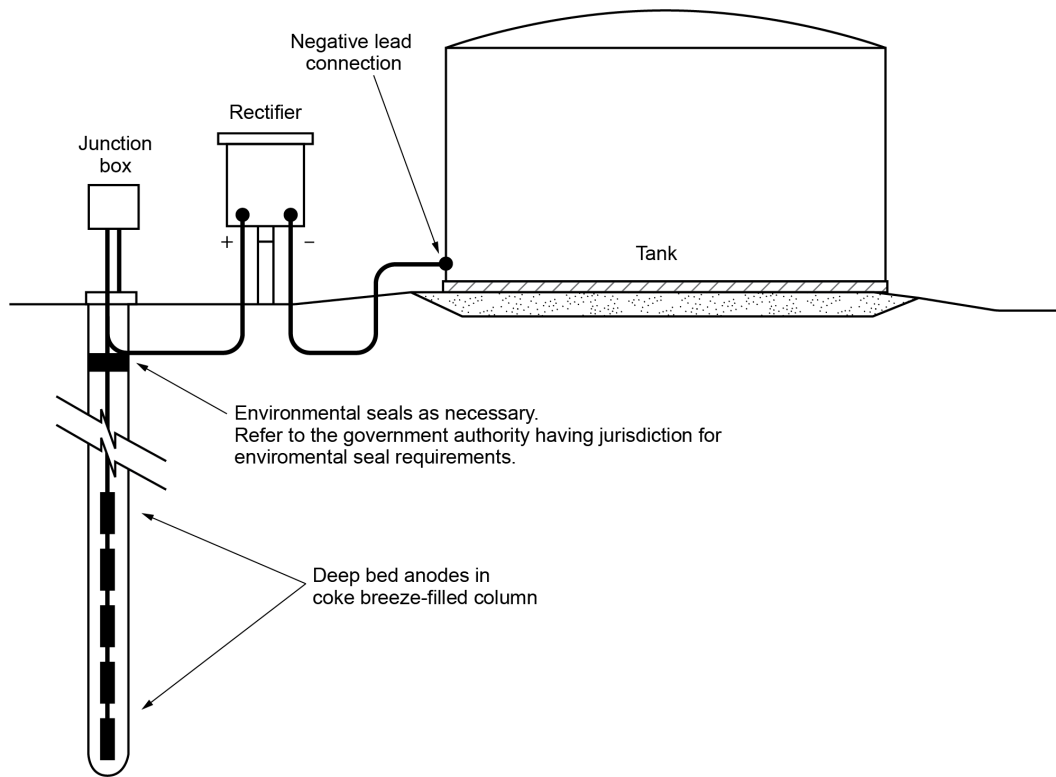 Negative lead
connection
Rectifier
Junction
box
+
−
Tank
Environmental seals as necessary.
Refer to the government authority having jurisdiction for
enviromental seal requirements.
Deep bed anodes in
coke breeze-filled column